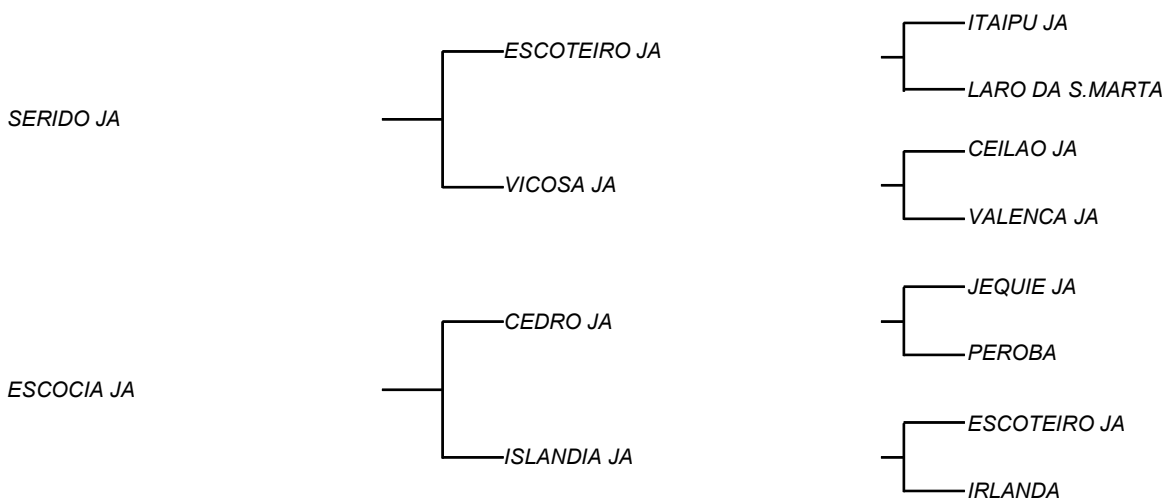 ITAIPU JA
ESCOTEIRO JA
LARO DA S.MARTA
SERIDO JA
CEILAO JA
VICOSA JA
VALENCA JA
JEQUIE JA
CEDRO JA
PEROBA
ESCOCIA JA
ESCOTEIRO JA
ISLANDIA JA
IRLANDA